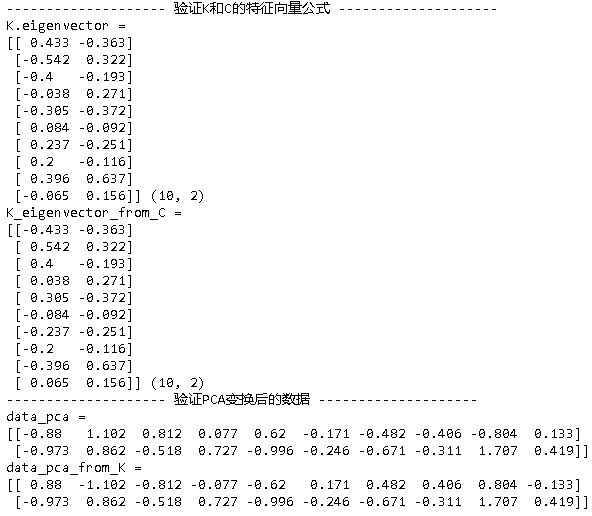 -------------------- 验证K和C的特征向量公式 --------------------
K.eigenvector =
[[ 0.433 -0.363]
 [-0.542  0.322]
 [-0.4   -0.193]
 [-0.038  0.271]
 [-0.305 -0.372]
 [ 0.084 -0.092]
 [ 0.237 -0.251]
 [ 0.2   -0.116]
 [ 0.396  0.637]
 [-0.065  0.156]] (10, 2)
K_eigenvector_from_C =
[[-0.433 -0.363]
 [ 0.542  0.322]
 [ 0.4   -0.193]
 [ 0.038  0.271]
 [ 0.305 -0.372]
 [-0.084 -0.092]
 [-0.237 -0.251]
 [-0.2   -0.116]
 [-0.396  0.637]
 [ 0.065  0.156]] (10, 2)
-------------------- 验证PCA变换后的数据 --------------------
data_pca =
[[-0.88   1.102  0.812  0.077  0.62  -0.171 -0.482 -0.406 -0.804  0.133]
 [-0.973  0.862 -0.518  0.727 -0.996 -0.246 -0.671 -0.311  1.707  0.419]]
data_pca_from_K =
[[ 0.88  -1.102 -0.812 -0.077 -0.62   0.171  0.482  0.406  0.804 -0.133]
 [-0.973  0.862 -0.518  0.727 -0.996 -0.246 -0.671 -0.311  1.707  0.419]]